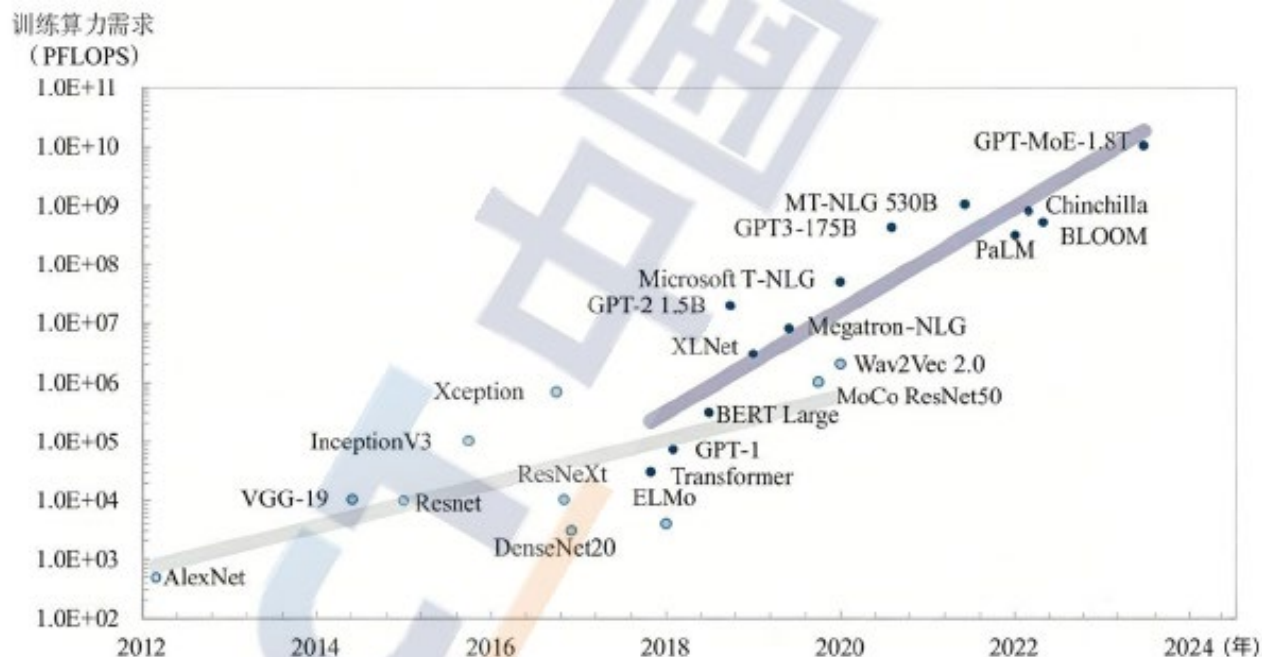 训练算力需求
（PFLOPS）
1.0E+11
1.0E+10
1.0E+09
1.0E+08
1.0E+07
1.0E+06
1.0E+05
1.0E+04
1.0E+03
1.0E+02
GPT-MoE-1.8T
MT-NLG 530B
Chinchilla
GPT3-175B
BLOOM
PaLM
Microsoft T-NLG
GPT-2 1.5B
Megatron-NLG
XLNet
Wav2Vec 2.0
Xception
MoCo ResNet50
BERT Large
InceptionV3
GPT-1
ResNeXt
Transformer
VGG-19
Resnet
ELMo
DenseNet20
AlexNet
2012 2014 2016 2018 2020 2022 2024 (年)
中国